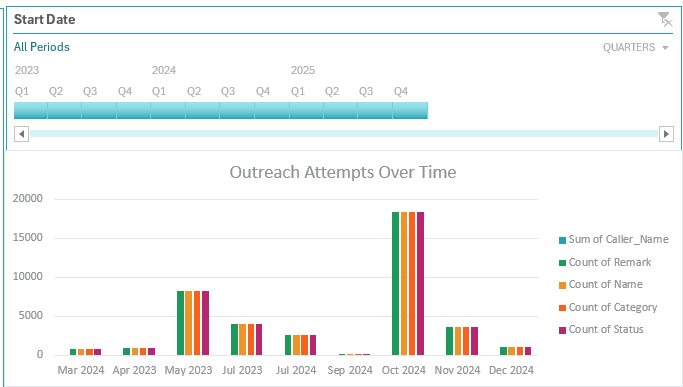 Start Date
All Periods QUARTERS
2023 2024 2025
Q1 Q2 Q3 Q4 Q1 Q2 Q3 Q4 Q1 Q2 Q3 Q4
Outreach Attempts Over Time
20000
15000
10000
5000
0
Mar 2024 Apr 2023 May 2023 Jul 2023 Jul 2024 Sep 2024 Oct 2024 Nov 2024 Dec 2024
Sum of Caller_Name
Count of Remark
Count of Name
Count of Category
Count of Status